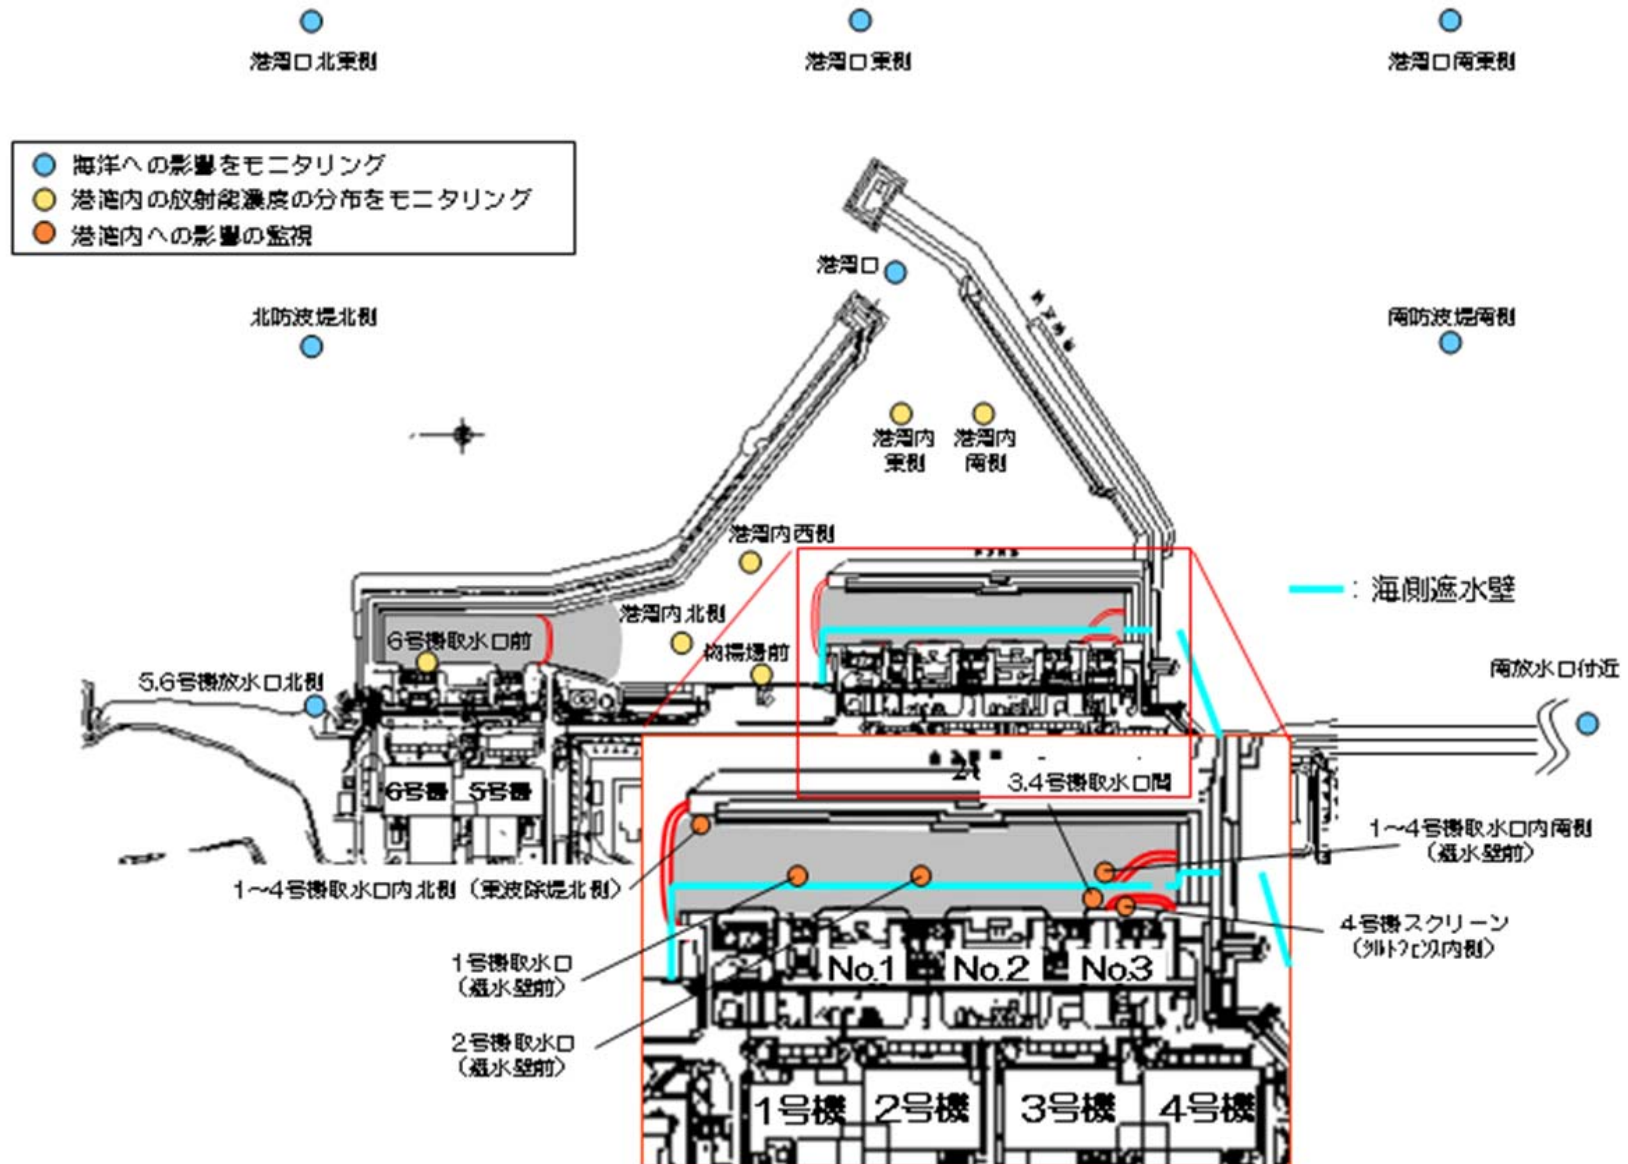 港湾口北東側
港湾口東側
港湾口南東側
海洋への影響をモニタリング
港湾内の放射能濃度の分布をモニタリング
港湾内への影響の監視
港湾口
北防波堤北側
南防波堤南側
港湾内
東側
港湾内
南側
港湾内西側
：海側遮水壁
港湾内北側
6号機取水口前
物揚場前
5,6号機放水口北側
南放水口付近
6号機
5号機
3,4号機取水口間
1～4号機取水口内南側
（遮水壁前）
1～4号機取水口内北側（東波除堤北側）
4号機スクリーン
（シルトフェンス内側）
1号機取水口
（遮水壁前）
No.1
No.2
No.3
2号機取水口
（遮水壁前）
1号機
2号機
3号機
4号機